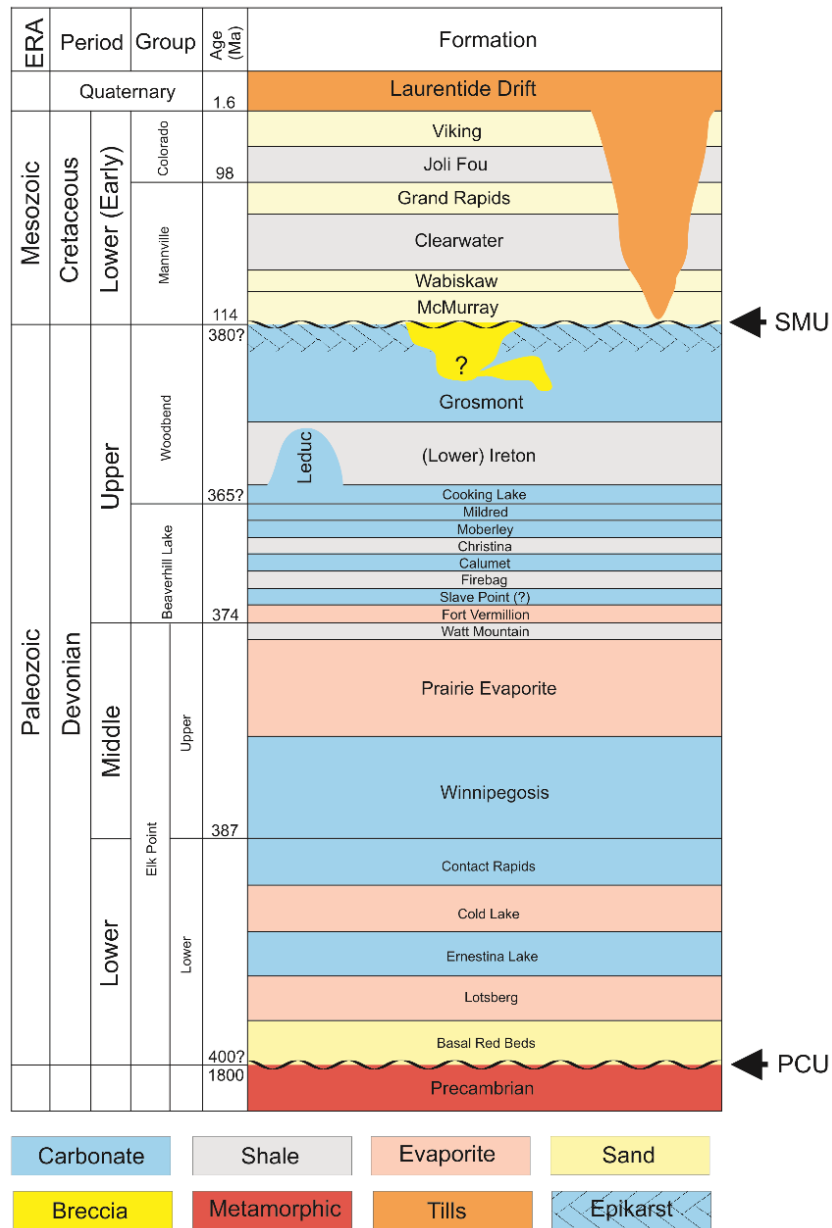 ERA
Period
Group
Age
(Ma)
Formation
Quaternary
1.6
Laurentide Drift
Mesozoic
Cretaceous
Lower (Early)
Colorado
Viking
Joli Fou
98
Mannville
Grand Rapids
Clearwater
Wabiskaw
McMurray
114
SMU
380?
?
Grosmont
Paleozoic
Devonian
Upper
Woodbend
Leduc
(Lower) Ireton
365?
Cooking Lake
Beaverhill Lake
Mildred
Moberley
Christina
Calumet
Firebag
Slave Point (?)
374
Fort Vermillion
Middle
Elk Point
Upper
Watt Mountain
Prairie Evaporite
Winnipegosis
387
Lower
Lower
Contact Rapids
Cold Lake
Ernestina Lake
Lotsberg
Basal Red Beds
400?
PCU
1800
Precambrian
Carbonate
Shale
Evaporite
Sand
Breccia
Metamorphic
Tills
Epikarst